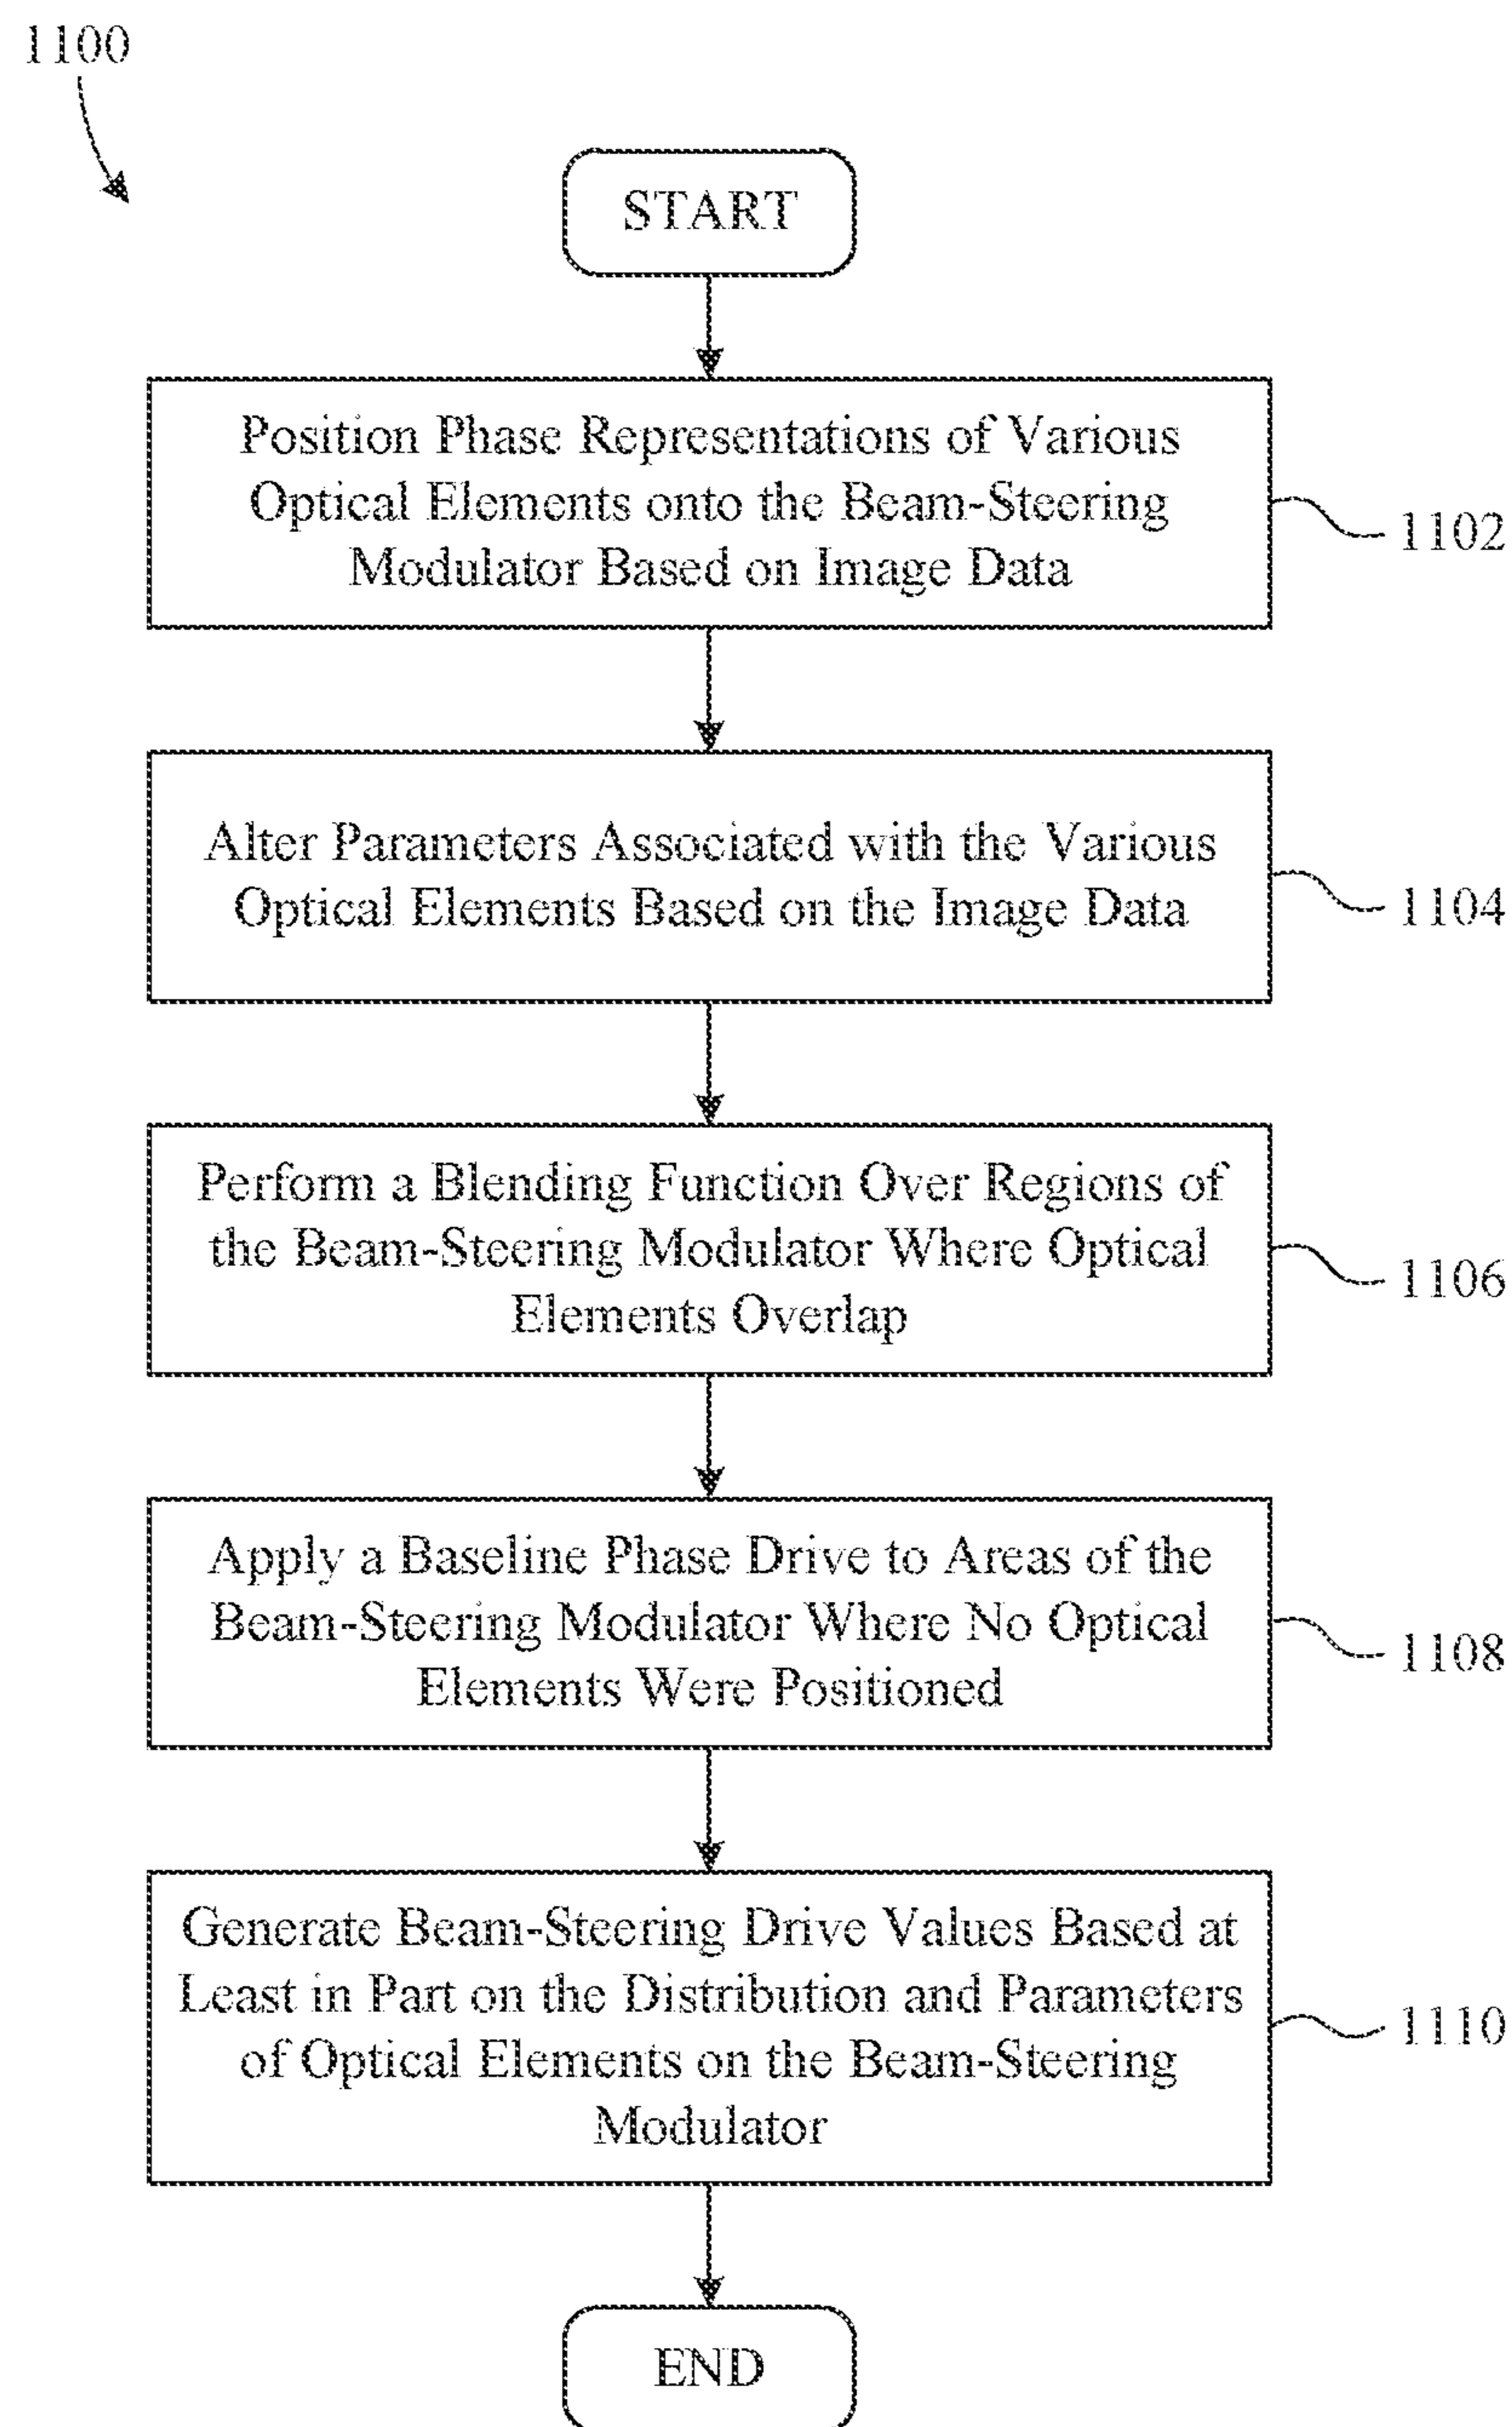 1100
START
Position Phase Representations of Various
Optical Elements onto the Beam-Steering
Modulator Based on Image Data
1102
Alter Parameters Associated with the Various
Optical Elements Based on the Image Data
1104
Perform a Blending Function Over Regions of
the Beam-Steering Modulator Where Optical
Elements Overlap
1106
Apply a Baseline Phase Drive to Areas of the
Beam-Steering Modulator Where No Optical
Elements Were Positioned
1108
Generate Beam-Steering Drive Values Based at
Least in Part on the Distribution and Parameters
of Optical Elements on the Beam-Steering
Modulator
1110
END